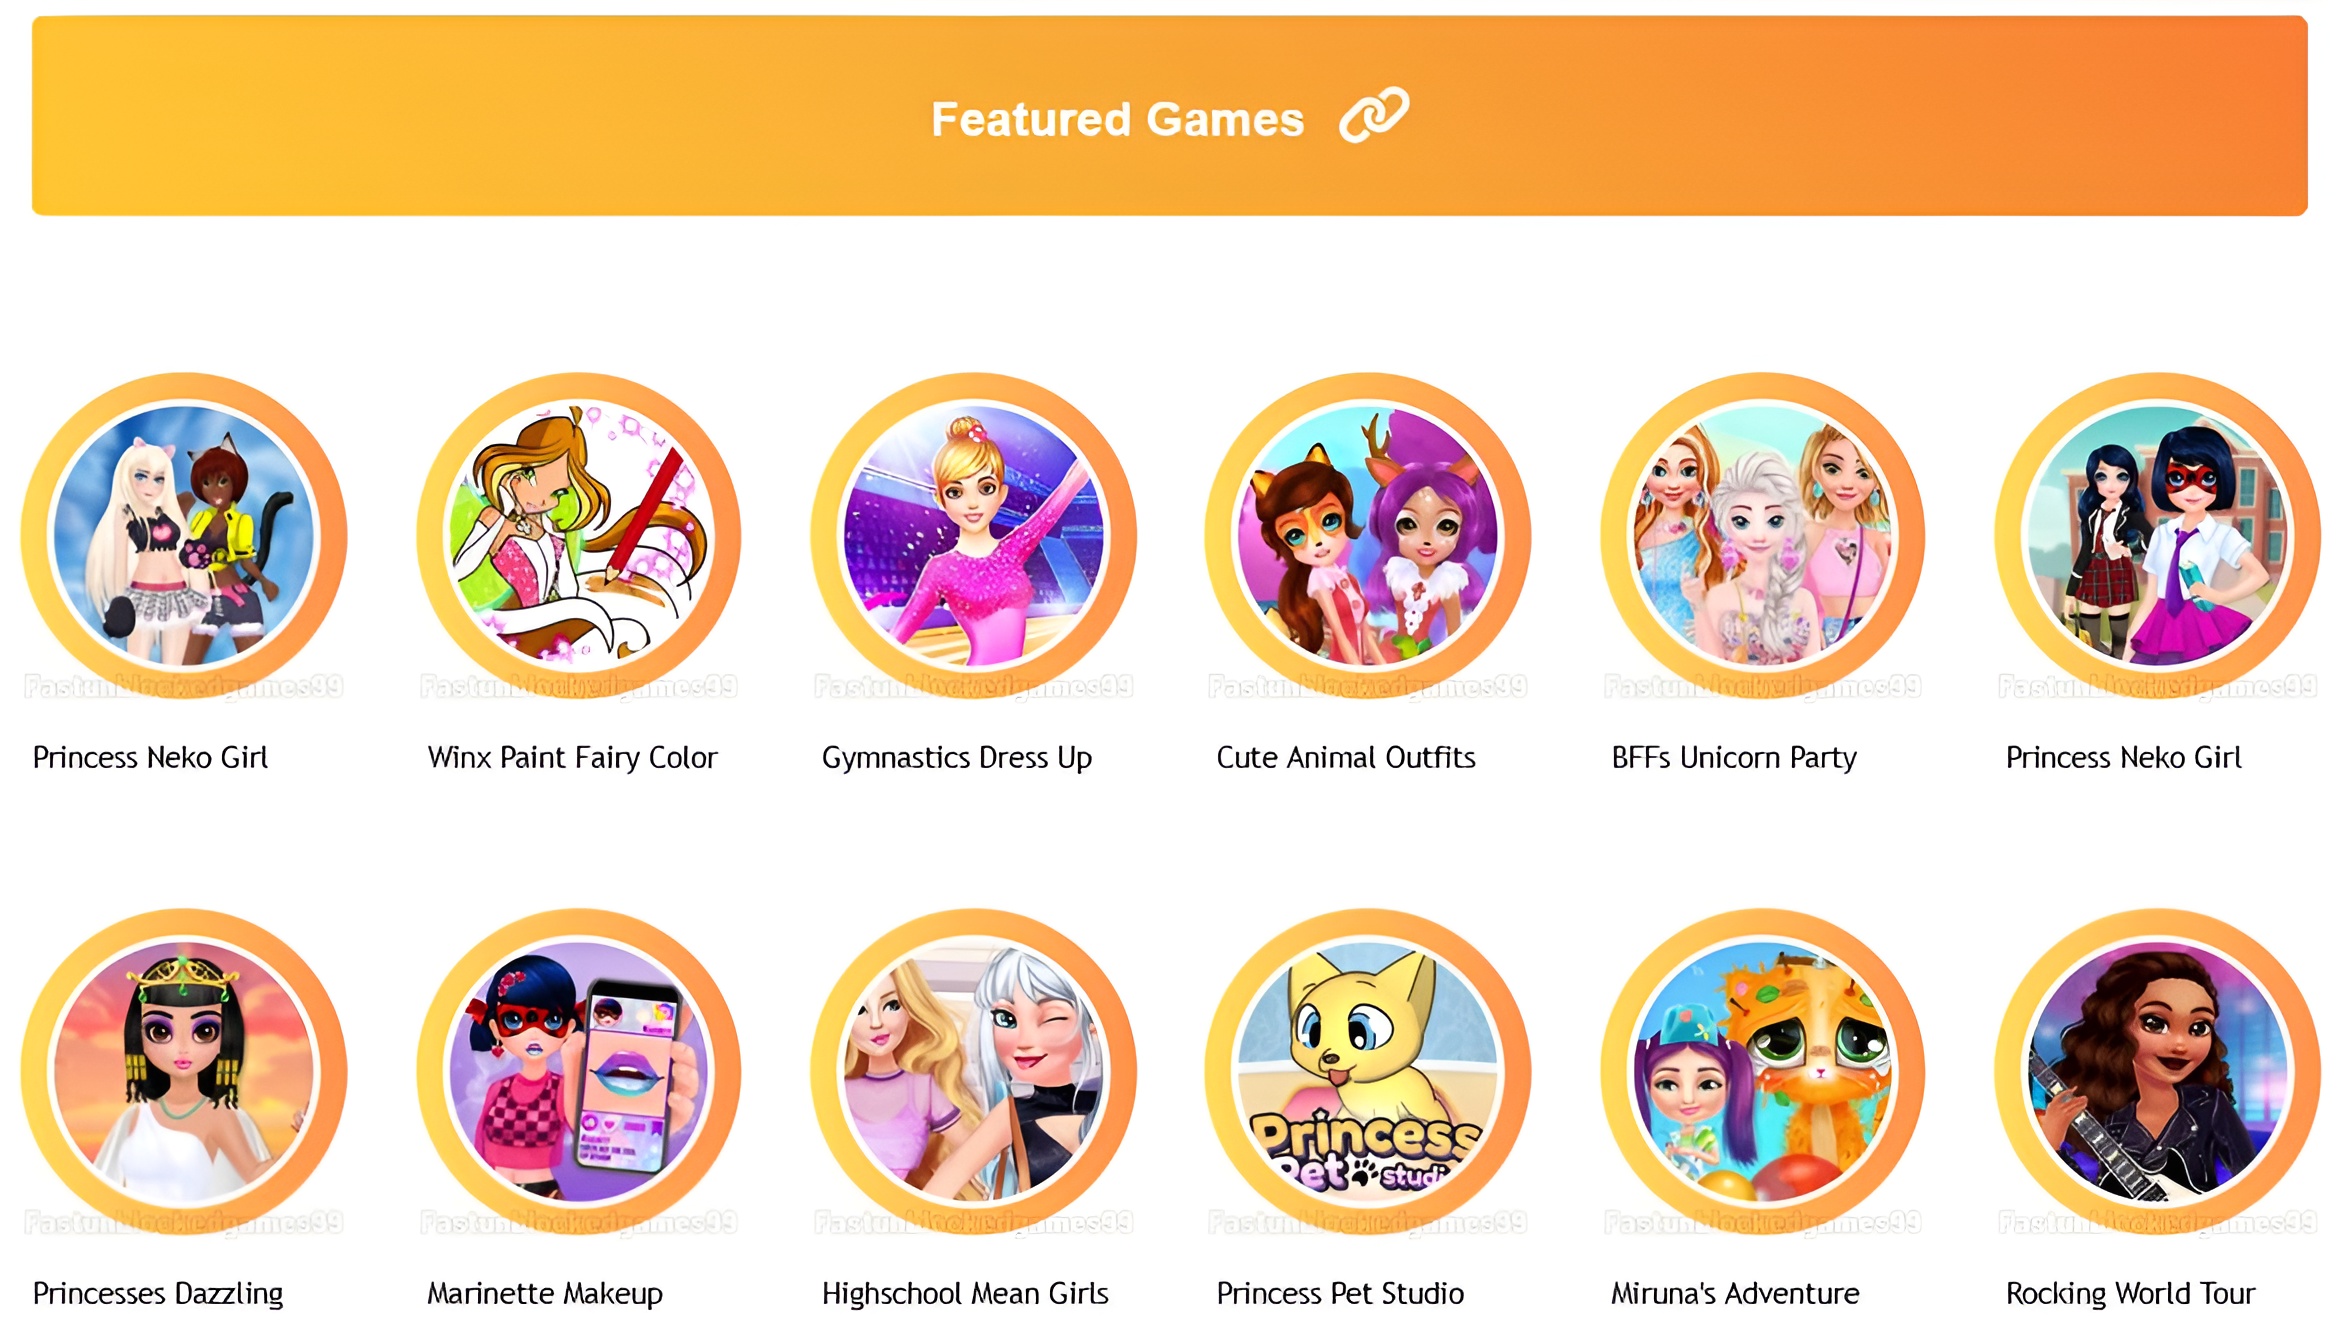 Featured Games
Fastunblockedgames99 Fastunblockedgames99 Fastunblockedgames99 Fastunblockedgames99 Fastunblockedgames99 Fastunblockedgames99
Princess Neko Girl Winx Paint Fairy Color Gymnastics Dress Up Cute Animal Outfits BFFs Unicorn Party Princess Neko Girl
Princess
Pet studi
Fastunblockedgames99 Fastunblockedgames99 Fastunblockedgames99 Fastunblockedgames99 Fastunblockedgames99 Fastunblockedgames99
Princesses Dazzling Marinette Makeup Highschool Mean Girls Princess Pet Studio Miruna's Adventure Rocking World Tour